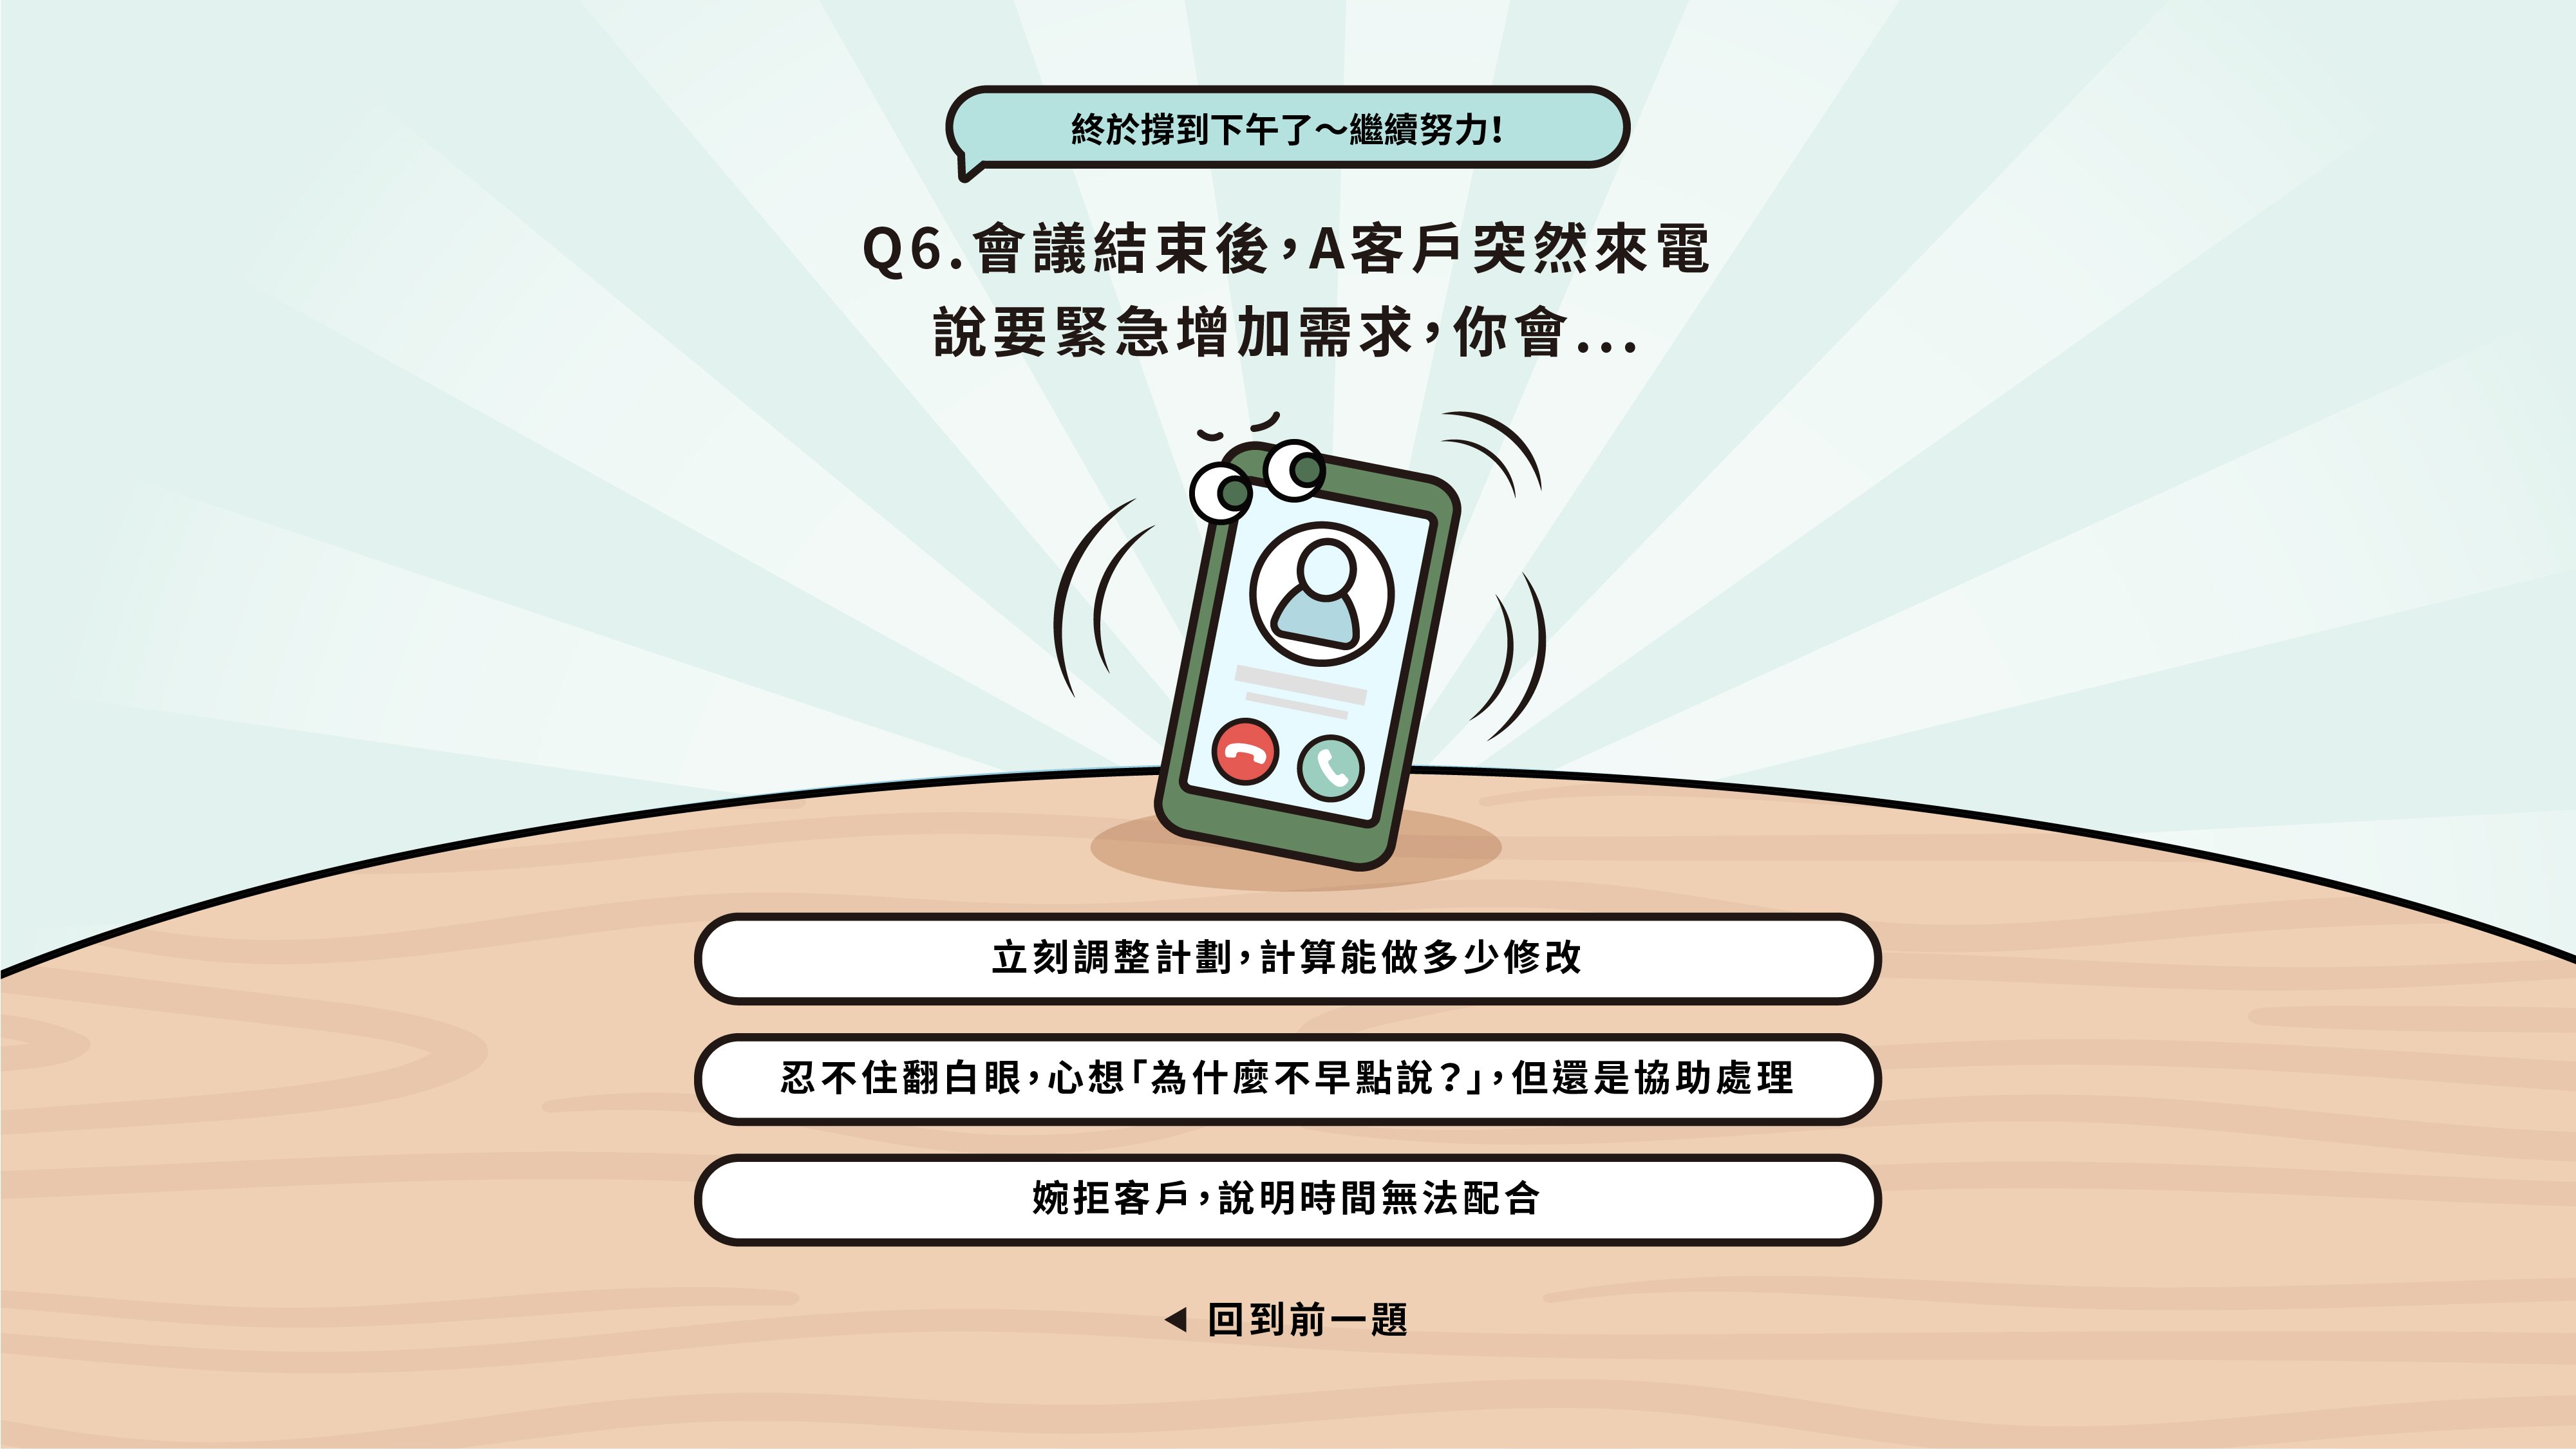 終於撐到下午了～繼續努力！
Q6.會議結束後，A客戶突然來電
說要緊急增加需求，你會...
立刻調整計劃，計算能做多少修改
忍不住翻白眼，心想「為什麼不早點說？」，但還是協助處理
婉拒客戶，說明時間無法配合
◀ 回到前一題